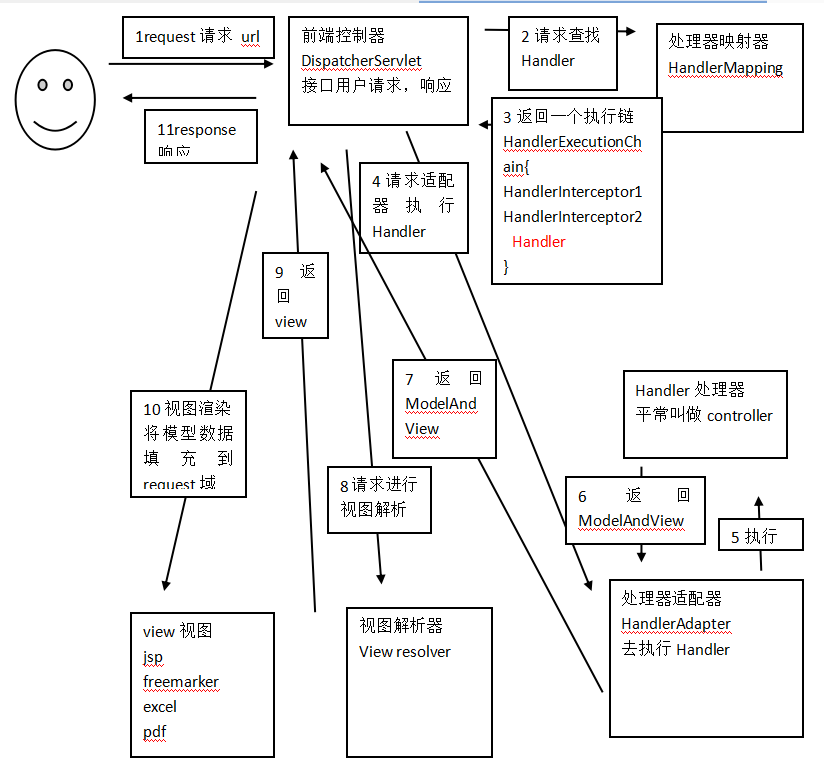 1request 请求 url
前端控制器
DispatcherServlet
接口用户请求，响应
2 请求查找
Handler
处理器映射器
HandlerMapping
11response
响应
3 返回一个执行链
HandlerExecutionCh
ain{
HandlerInterceptor1
HandlerInterceptor2
Handler
}
4 请求适配
器 执 行
Handler
9 返
回
view
7 返 回
ModelAnd
View
Handler 处理器
平常叫做 controller
10 视图渲染
将模型数据
填 充 到
request 域
8 请求进行
视图解析
6 返 回
ModelAndView
5 执行
view 视图
jsp
freemarker
excel
pdf
视图解析器
View resolver
处理器适配器
HandlerAdapter
去执行 Handler